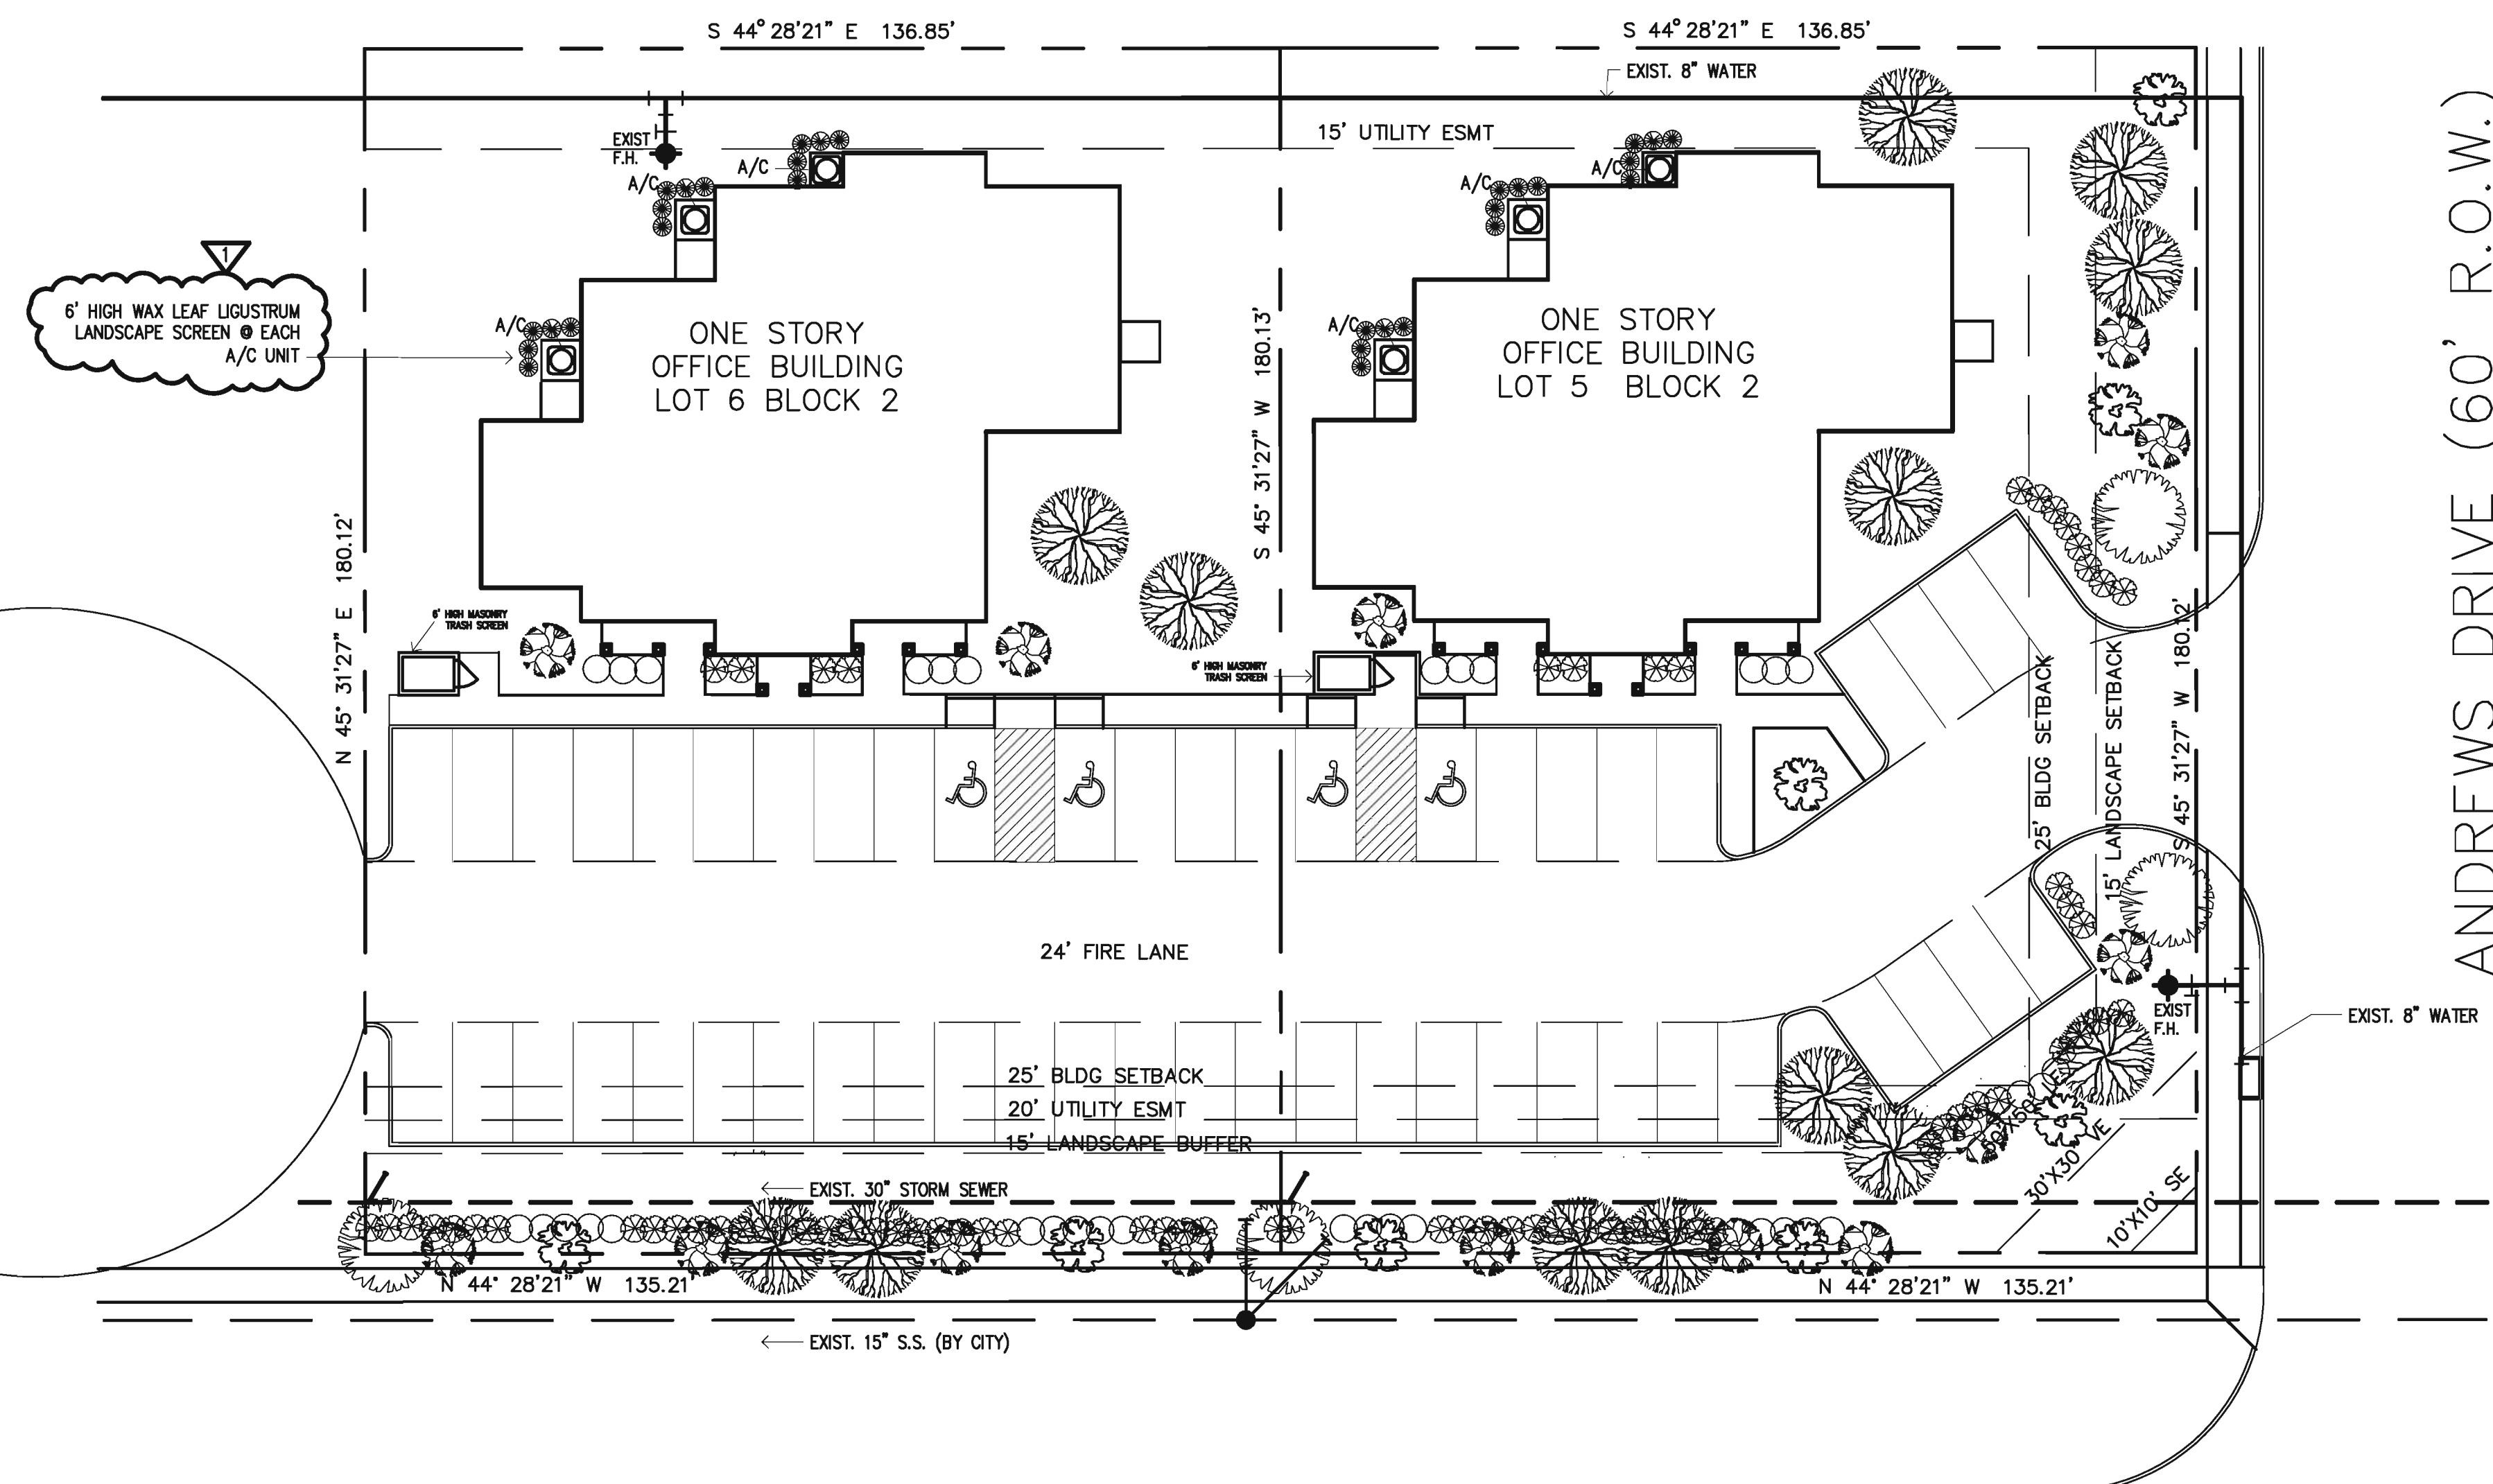 S 44° 28'21" E 136.85'
S 44° 28'21" E 136.85'
EXIST. 8" WATER
15' UTILITY ESMT
EXIST
F.H.
A/C
A/C
A/C
A/C
A/C
A/C
1
6' HIGH WAX LEAF LIGUSTRUM
LANDSCAPE SCREEN @ EACH
A/C UNIT
ONE STORY
OFFICE BUILDING
LOT 6 BLOCK 2
ONE STORY
OFFICE BUILDING
LOT 5 BLOCK 2
N 45° 31'27" E 180.12'
S 45° 31'27" W 180.13'
S 45° 31'27" W 180.12'
25' BLDG SETBACK
15' LANDSCAPE SETBACK
ANDREWS DRIVE (60' R.O.W.)
6' HIGH MASONRY
TRASH SCREEN
6' HIGH MASONRY
TRASH SCREEN
24' FIRE LANE
EXIST
F.H.
EXIST. 8" WATER
25' BLDG SETBACK
20' UTILITY ESMT
15' LANDSCAPE BUFFER
30'X30' VE
10'X10' SE
EXIST. 30" STORM SEWER
N 44° 28'21" W 135.21'
N 44° 28'21" W 135.21'
EXIST. 15" S.S. (BY CITY)